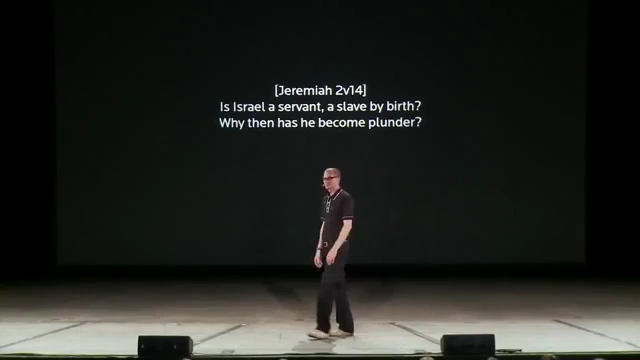 [Jeremiah 2v14]
Is Israel a servant, a slave by birth?
Why then has he become plunder?